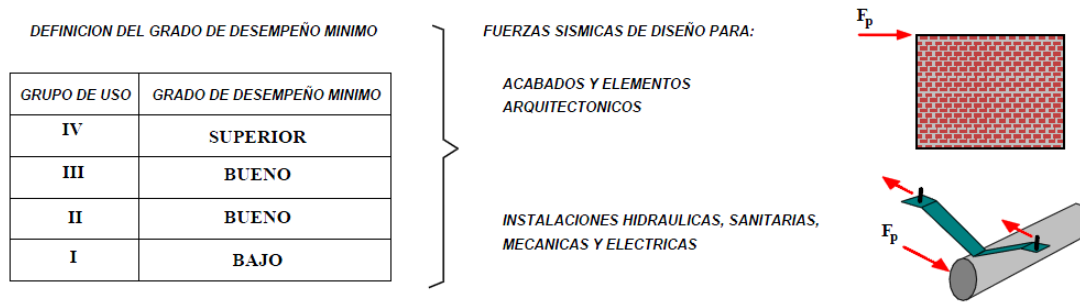 DEFINICION DEL GRADO DE DESEMPEÑO MINIMO
GRUPO DE USO GRADO DE DESEMPEÑO MINIMO
IV SUPERIOR
III BUENO
II BUENO
I BAJO
FUERZAS SISMICAS DE DISEÑO PARA:
ACABADOS Y ELEMENTOS
ARQUITECTONICOS
INSTALACIONES HIDRAULICAS, SANITARIAS,
MECANICAS Y ELECTRICAS
Fp
Fp